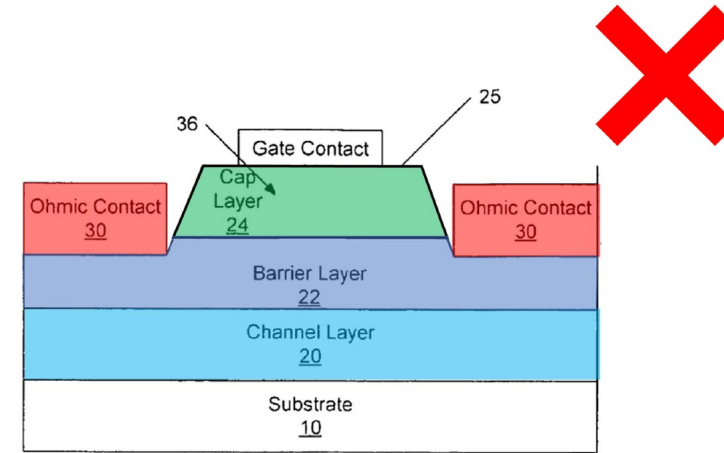 25
36
Gate Contact
Cap
Layer
24
Ohmic Contact
30
Ohmic Contact
30
Barrier Layer
22
Channel Layer
20
Substrate
10